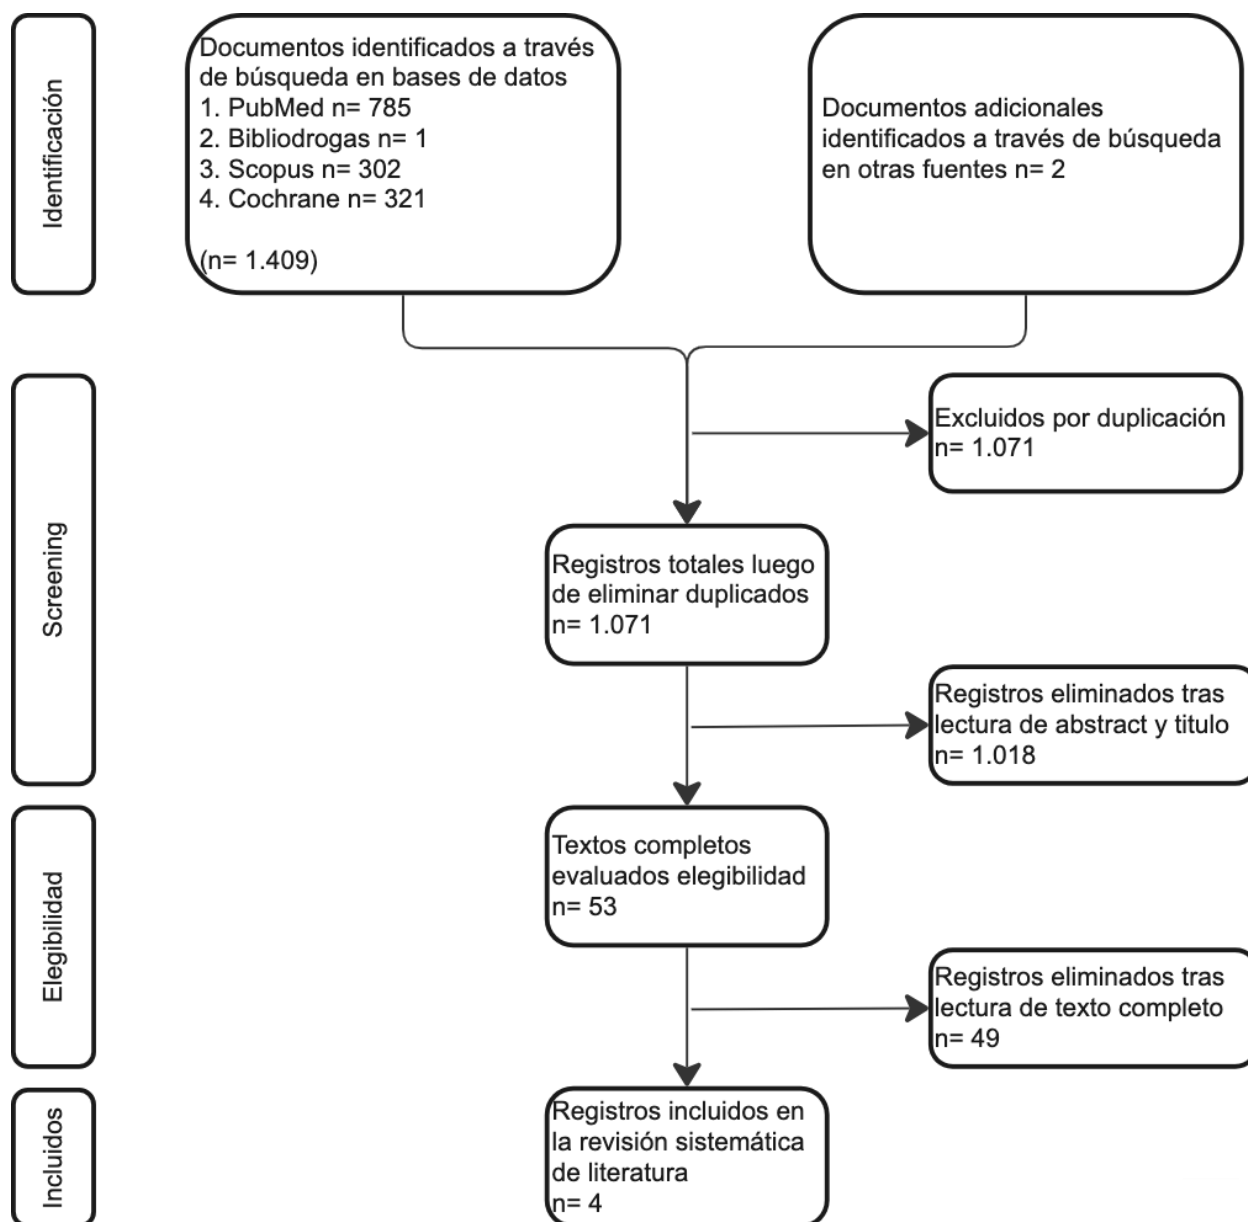 Identificación
Documentos identificados a través
de búsqueda en bases de datos
1. PubMed n= 785
2. Bibliodrogas n= 1
3. Scopus n= 302
4. Cochrane n= 321
(n= 1.409)
Documentos adicionales
identificados a través de búsqueda
en otras fuentes n= 2
Screening
Excluidos por duplicación
n= 1.071
Registros totales luego
de eliminar duplicados
n= 1.071
Registros eliminados tras
lectura de abstract y titulo
n= 1.018
Elegibilidad
Textos completos
evaluados elegibilidad
n= 53
Registros eliminados tras
lectura de texto completo
n= 49
Incluidos
Registros incluidos en
la revisión sistemática
de literatura
n= 4